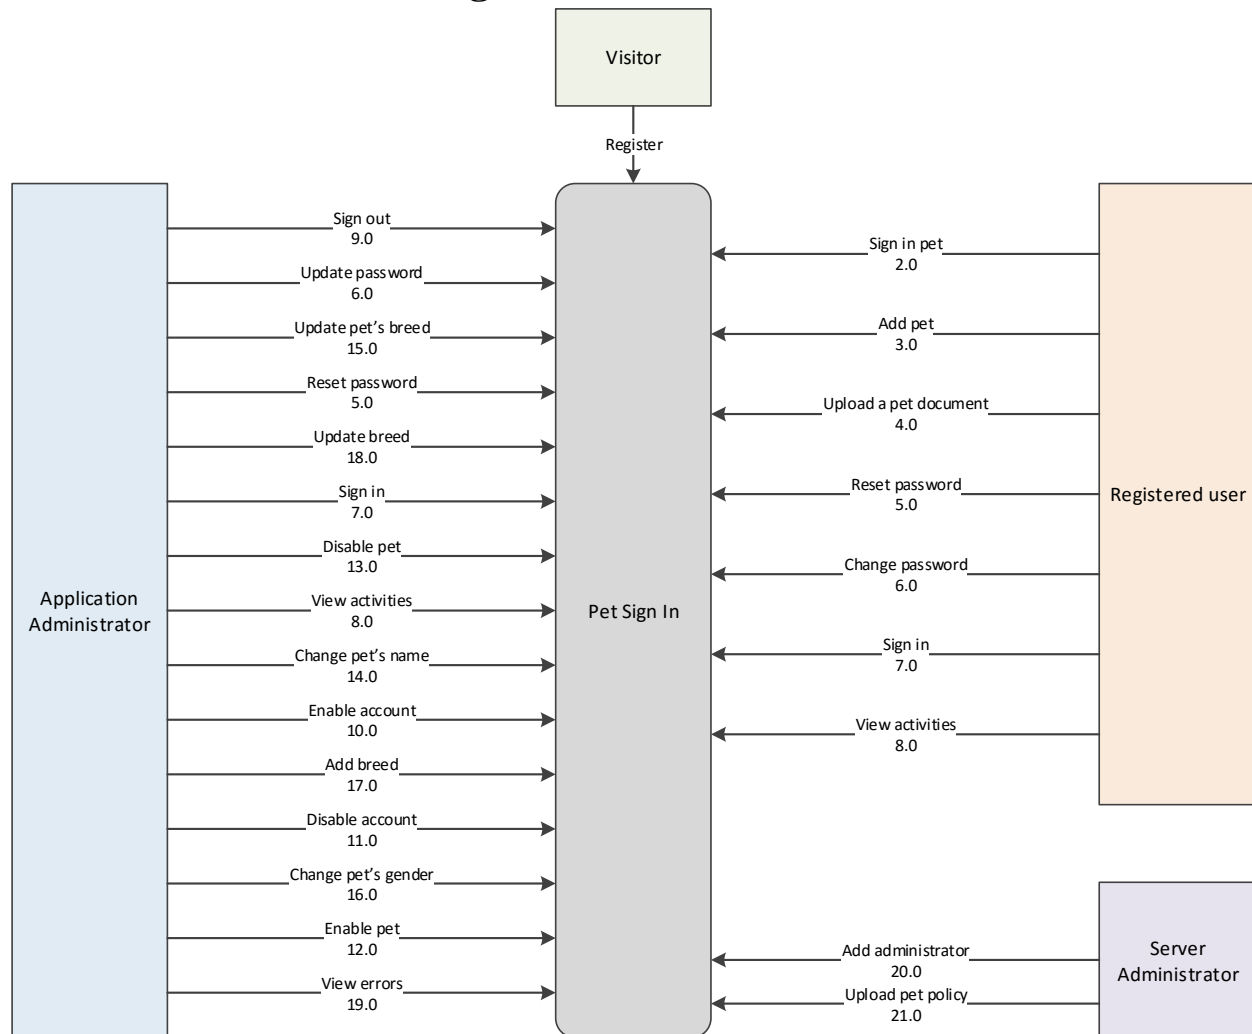 Visitor
Register
Application
Administrator
Sign out
9.0
Update password
6.0
Update pet’s breed
15.0
Reset password
5.0
Update breed
18.0
Sign in
7.0
Disable pet
13.0
View activities
8.0
Change pet’s name
14.0
Enable account
10.0
Add breed
17.0
Disable account
11.0
Change pet’s gender
16.0
Enable pet
12.0
View errors
19.0
Pet Sign In
Sign in pet
2.0
Add pet
3.0
Upload a pet document
4.0
Reset password
5.0
Change password
6.0
Sign in
7.0
View activities
8.0
Registered user
Add administrator
20.0
Upload pet policy
21.0
Server
Administrator